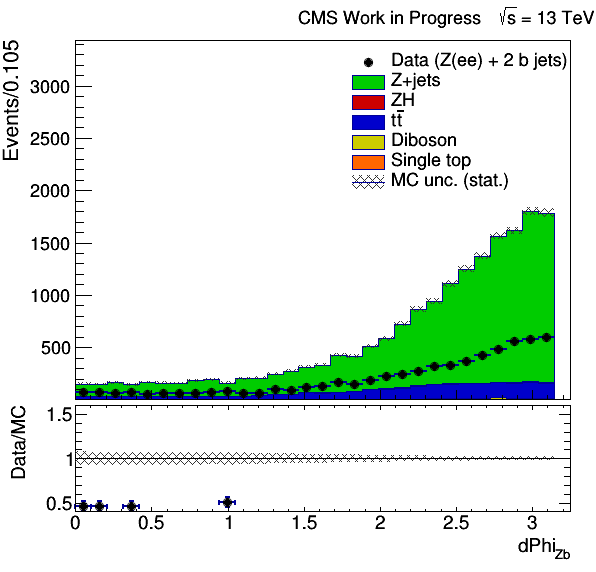 CMS Work in Progress √s = 13 TeV
Events/0.105
3000
2500
2000
1500
1000
500
Data (Z(ee) + 2 b jets)
Z+jets
ZH
tt̅
Diboson
Single top
MC unc. (stat.)
Data/MC
1.5
1
0.5
0 0.5 1 1.5 2 2.5 3
dPhi_Zb